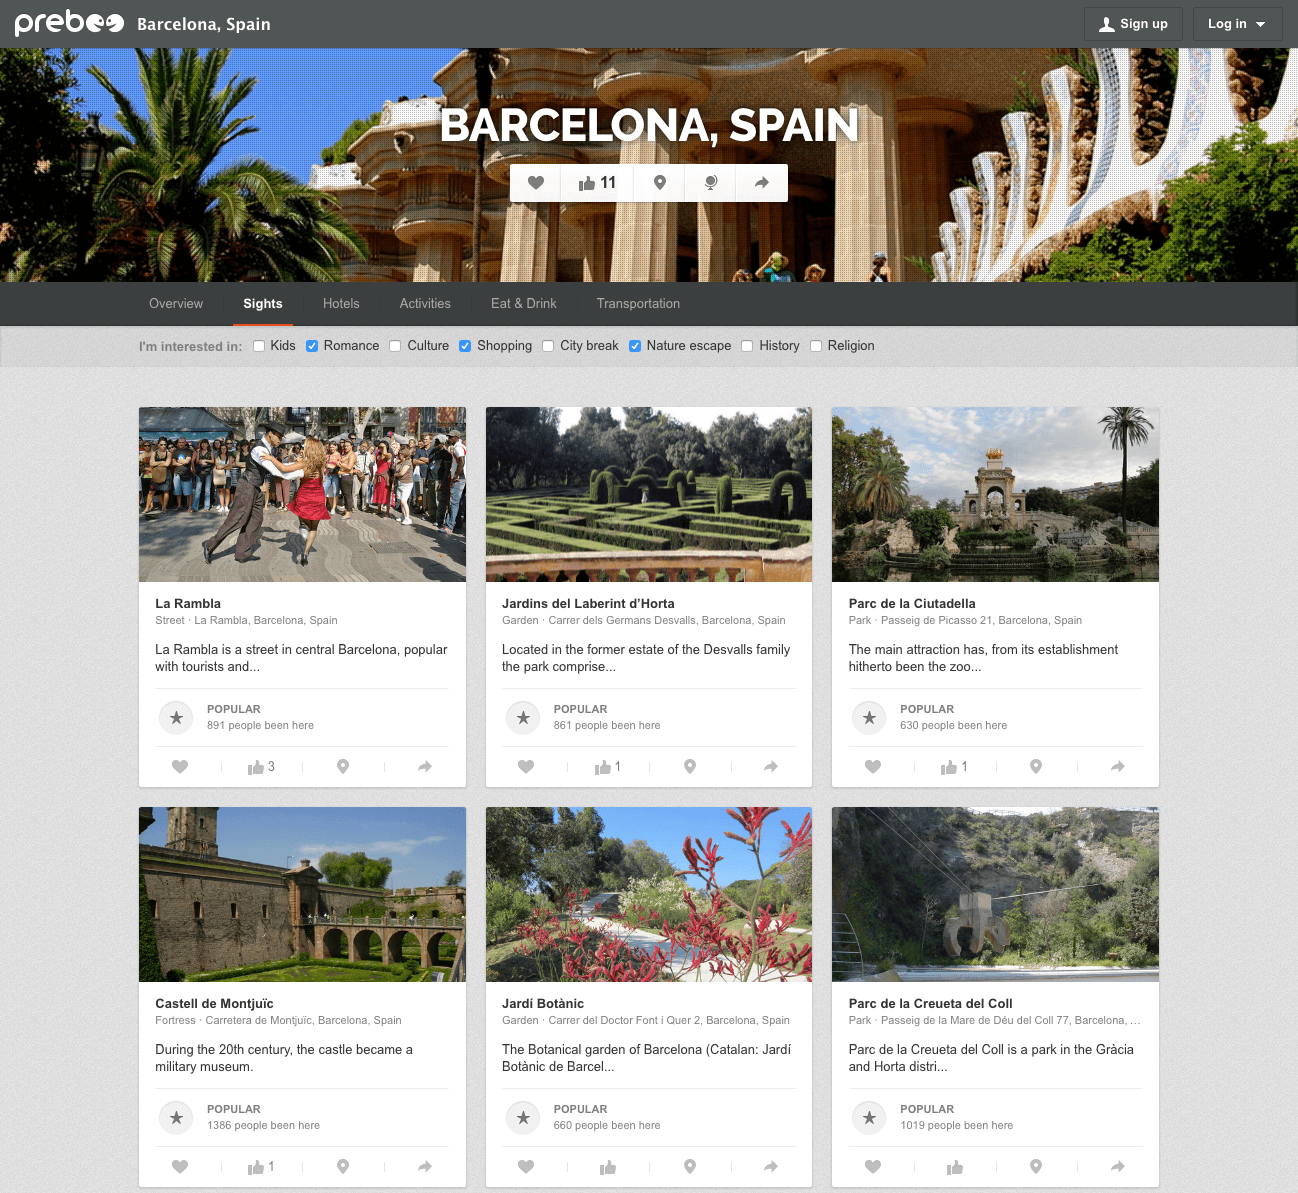 preboo Barcelona, Spain Sign up Log in
BARCELONA, SPAIN
11
Overview Sights Hotels Activities Eat & Drink Transportation
I'm interested in: Kids Romance Culture Shopping City break Nature escape History Religion
La Rambla
Street · La Rambla, Barcelona, Spain
La Rambla is a street in central Barcelona, popular
with tourists and...
POPULAR
891 people been here
3
Jardins del Laberint d’Horta
Garden · Carrer dels Germans Desvalls, Barcelona, Spain
Located in the former estate of the Desvalls family
the park comprise...
POPULAR
861 people been here
1
Parc de la Ciutadella
Park · Passeig de Picasso 21, Barcelona, Spain
The main attraction has, from its establishment
hitherto been the zoo...
POPULAR
630 people been here
1
Castell de Montjuïc
Fortress · Carretera de Montjuïc, Barcelona, Spain
During the 20th century, the castle became a
military museum.
POPULAR
1386 people been here
1
Jardí Botànic
Garden · Carrer del Doctor Font i Quer 2, Barcelona, Spain
The Botanical garden of Barcelona (Catalan: Jardí
Botànic de Barcel...
POPULAR
660 people been here
Parc de la Creueta del Coll
Park · Passeig de la Mare de Déu del Coll 77, Barcelona, ...
Parc de la Creueta del Coll is a park in the Gràcia
and Horta distri...
POPULAR
1019 people been here